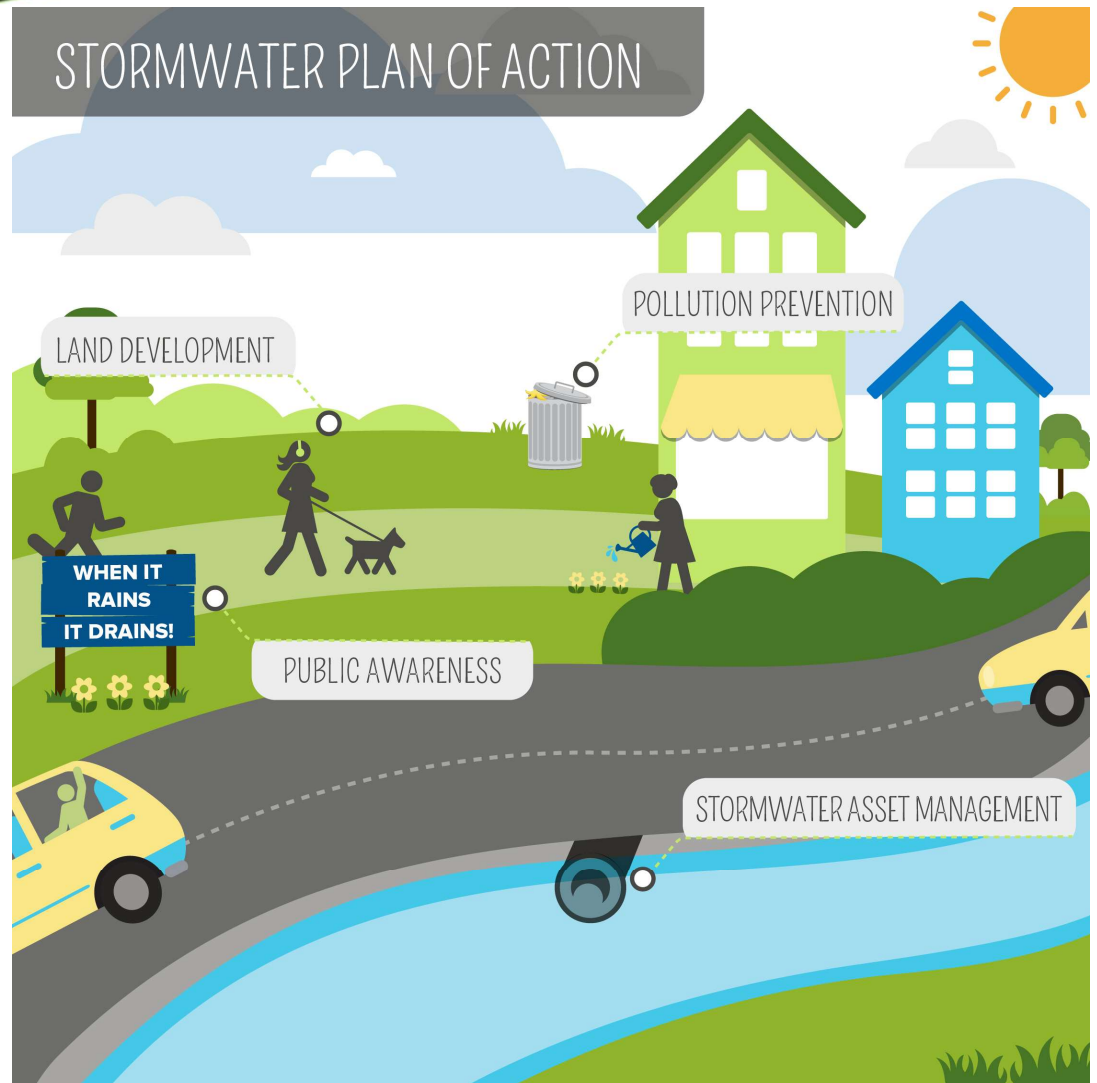 STORMWATER PLAN OF ACTION
POLLUTION PREVENTION
LAND DEVELOPMENT
WHEN IT
RAINS
IT DRAINS!
PUBLIC AWARENESS
STORMWATER ASSET MANAGEMENT